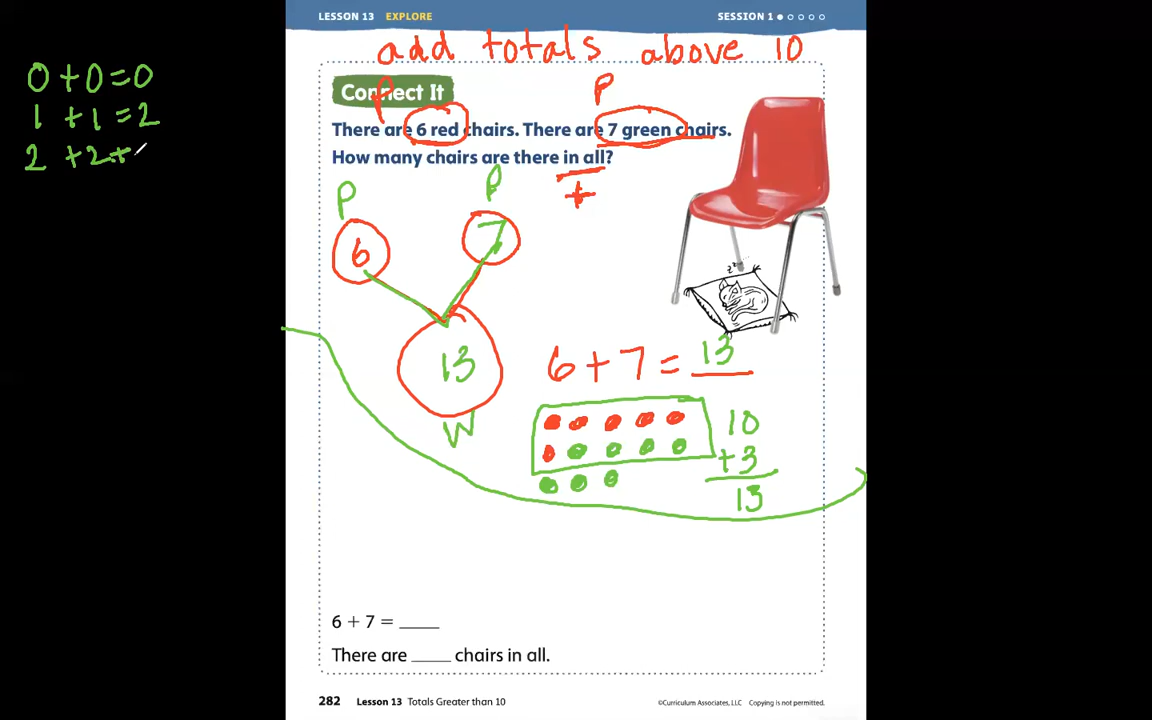 LESSON 13 EXPLORE SESSION 1
add totals above 10
0 + 0 = 0
1 + 1 = 2
2 + 2 +
Connect It
P P
There are 6 red chairs. There are 7 green chairs.
How many chairs are there in all?
+
P P
6 7
13
W
6 + 7 = 13
10
+ 3
13
6 + 7 = ____
There are ____ chairs in all.
282 Lesson 13 Totals Greater than 10 ©Curriculum Associates, LLC Copying is not permitted.